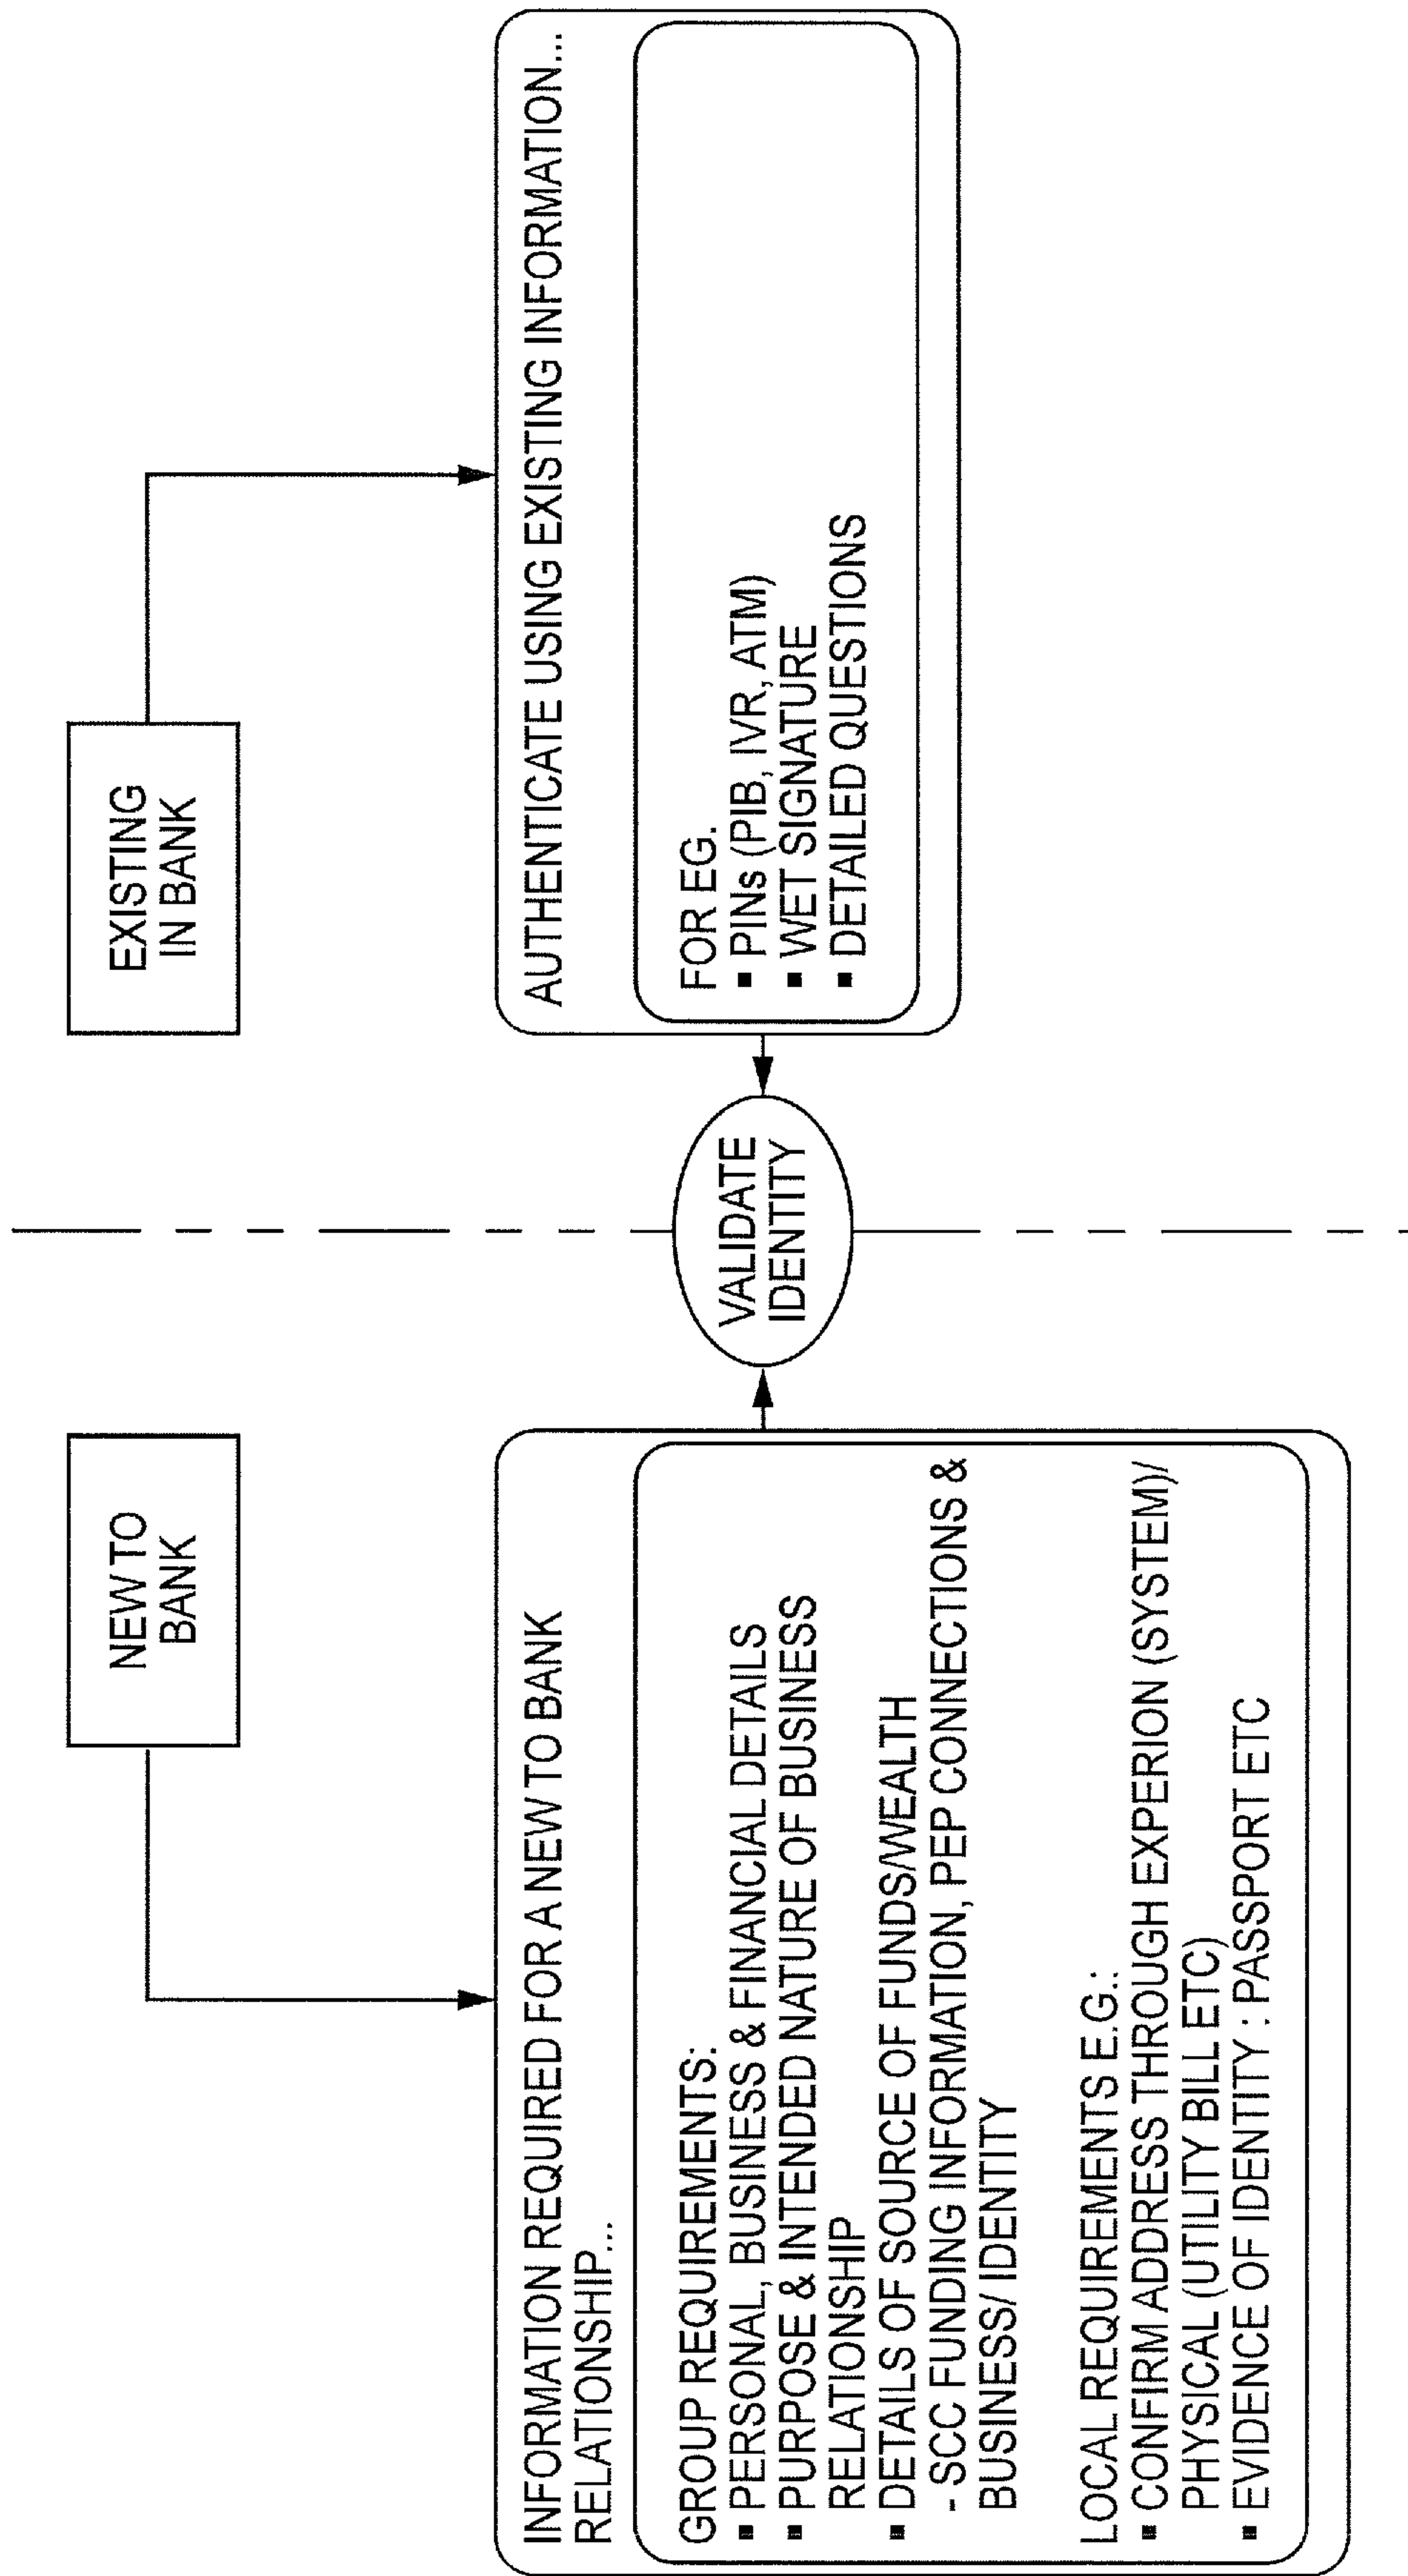 NEW TO
BANK
INFORMATION REQUIRED FOR A NEW TO BANK
RELATIONSHIP...
GROUP REQUIREMENTS:
▪ PERSONAL, BUSINESS & FINANCIAL DETAILS
▪ PURPOSE & INTENDED NATURE OF BUSINESS
RELATIONSHIP
▪ DETAILS OF SOURCE OF FUNDS/WEALTH
- SCC FUNDING INFORMATION, PEP CONNECTIONS &
BUSINESS/ IDENTITY
LOCAL REQUIREMENTS E.G.:
▪ CONFIRM ADDRESS THROUGH EXPERION (SYSTEM)/
PHYSICAL (UTILITY BILL ETC)
▪ EVIDENCE OF IDENTITY : PASSPORT ETC
VALIDATE
IDENTITY
EXISTING
IN BANK
AUTHENTICATE USING EXISTING INFORMATION...
FOR EG.
▪ PINs (PIB, IVR, ATM)
▪ WET SIGNATURE
▪ DETAILED QUESTIONS